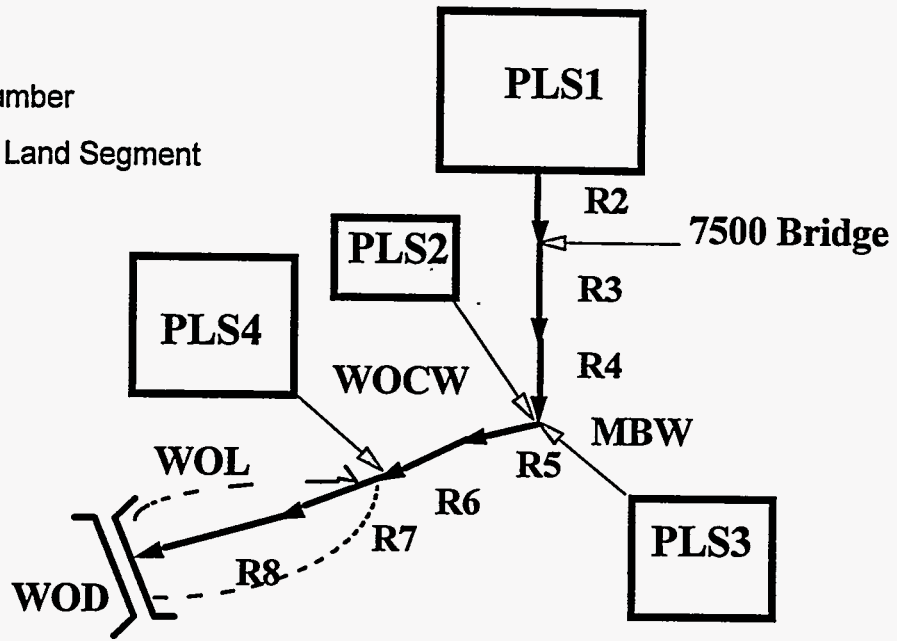 PLS1
Land Segment
R2
7500 Bridge
PLS2
R3
PLS4
R4
WOCW
MBW
WOL
R5
R6
R7
PLS3
R8
WOD